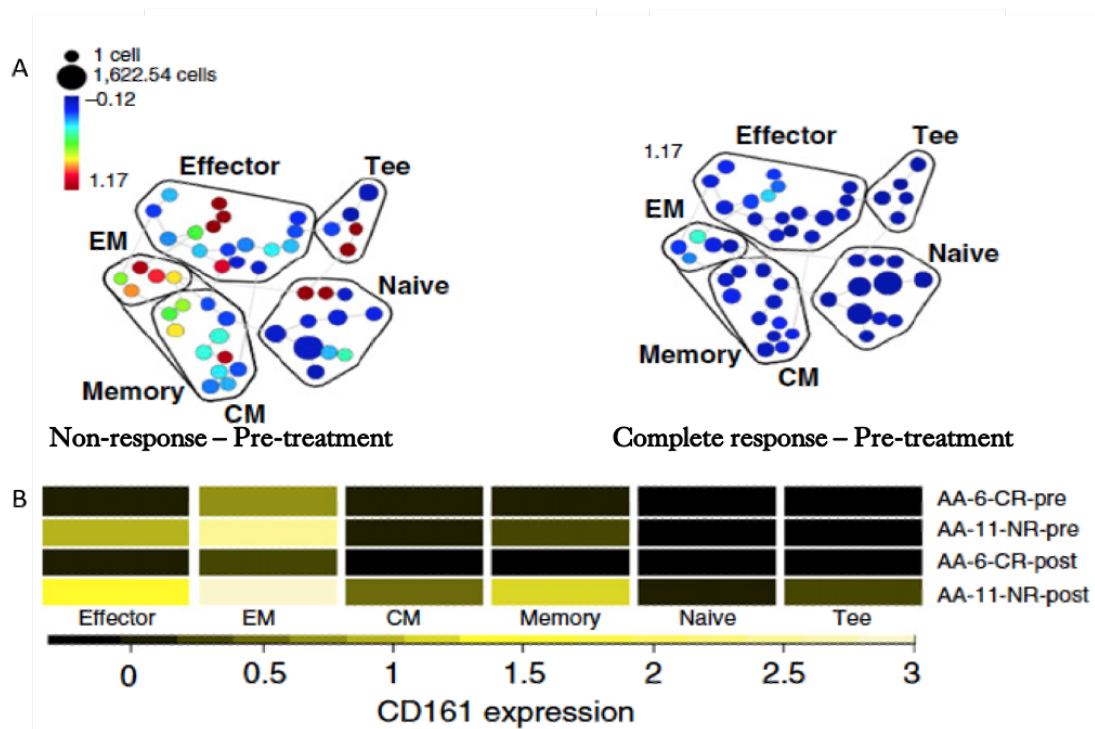 A
1 cell
1,622.54 cells
–0.12
1.17
Effector
Tee
EM
Naive
Memory
CM
Non-response – Pre-treatment
1.17
Effector
Tee
EM
Naive
Memory
CM
Complete response – Pre-treatment
B
AA-6-CR-pre
AA-11-NR-pre
AA-6-CR-post
AA-11-NR-post
Effector EM CM Memory Naive Tee
0 0.5 1 1.5 2 2.5 3
CD161 expression